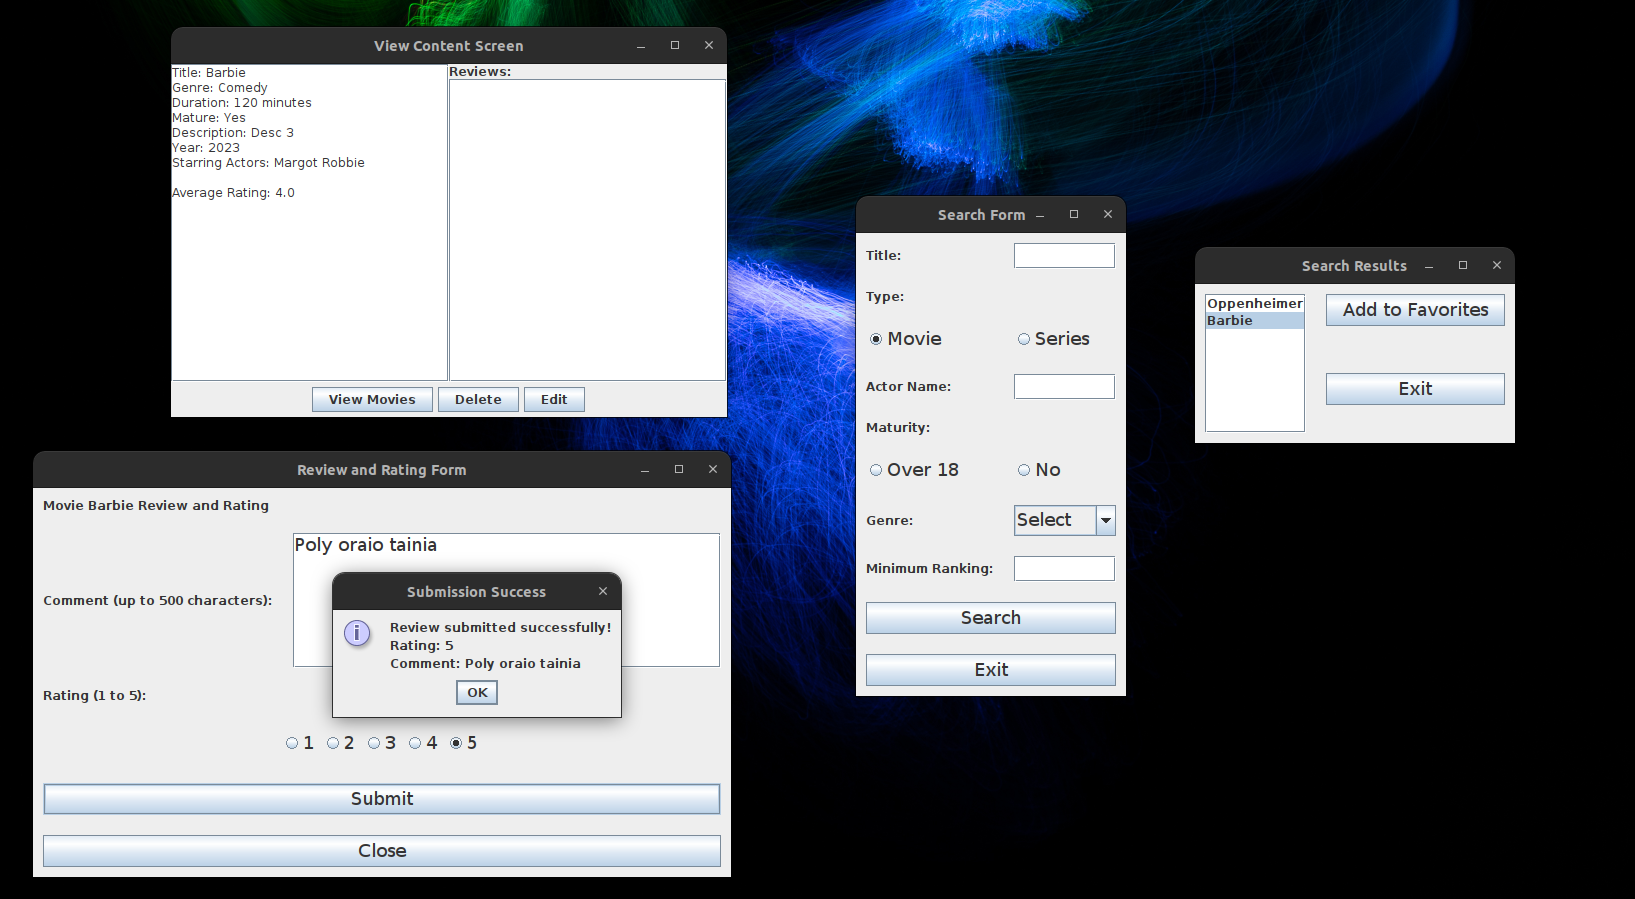 View Content Screen
Title: Barbie
Genre: Comedy
Duration: 120 minutes
Mature: Yes
Description: Desc 3
Year: 2023
Starring Actors: Margot Robbie
Average Rating: 4.0
Reviews:
View Movies Delete Edit
Review and Rating Form
Movie Barbie Review and Rating
Comment (up to 500 characters):
Poly oraio tainia
Submission Success
Review submitted successfully!
Rating: 5
Comment: Poly oraio tainia
OK
Rating (1 to 5):
1 2 3 4 5
Submit
Close
Search Form
Title:
Type:
Movie Series
Actor Name:
Maturity:
Over 18 No
Genre: Select
Minimum Ranking:
Search
Exit
Search Results
Oppenheimer
Barbie
Add to Favorites
Exit